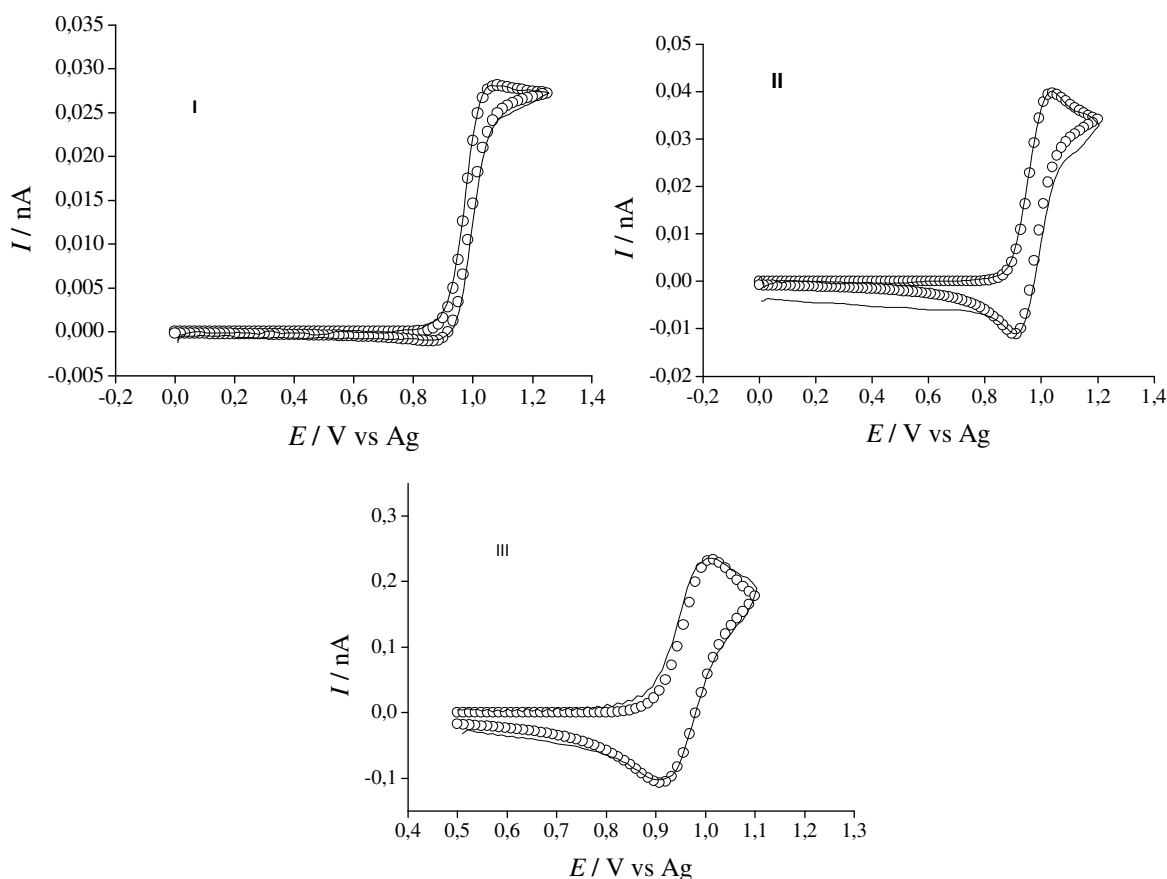 0,035
0,030
0,025
0,020
0,015
0,010
0,005
0,000
-0,005
I / nA
I
-0,2 0,0 0,2 0,4 0,6 0,8 1,0 1,2 1,4
E / V vs Ag
0,05
0,04
0,03
0,02
0,01
0,00
-0,01
-0,02
I / nA
II
-0,2 0,0 0,2 0,4 0,6 0,8 1,0 1,2 1,4
E / V vs Ag
0,3
0,2
0,1
0,0
-0,1
I / nA
III
0,4 0,5 0,6 0,7 0,8 0,9 1,0 1,1 1,2 1,3
E / V vs Ag